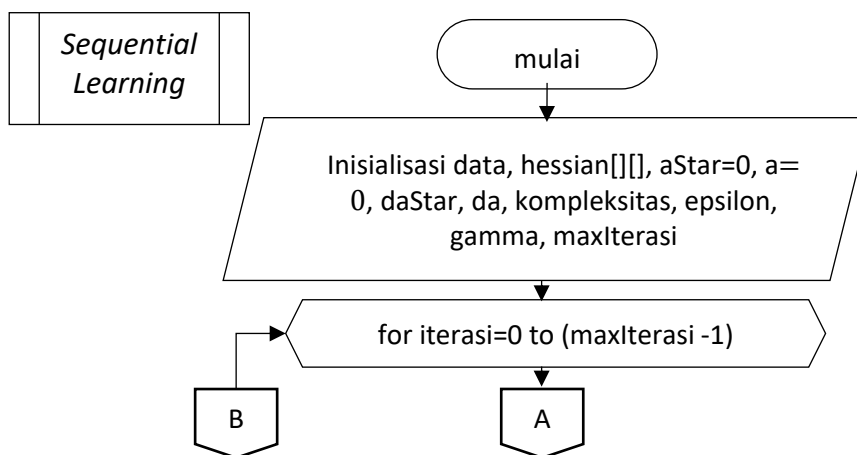 Sequential
Learning
mulai
Inisialisasi data, hessian[][], aStar=0, a=
0, daStar, da, kompleksitas, epsilon,
gamma, maxIterasi
for iterasi=0 to (maxIterasi -1)
B
A